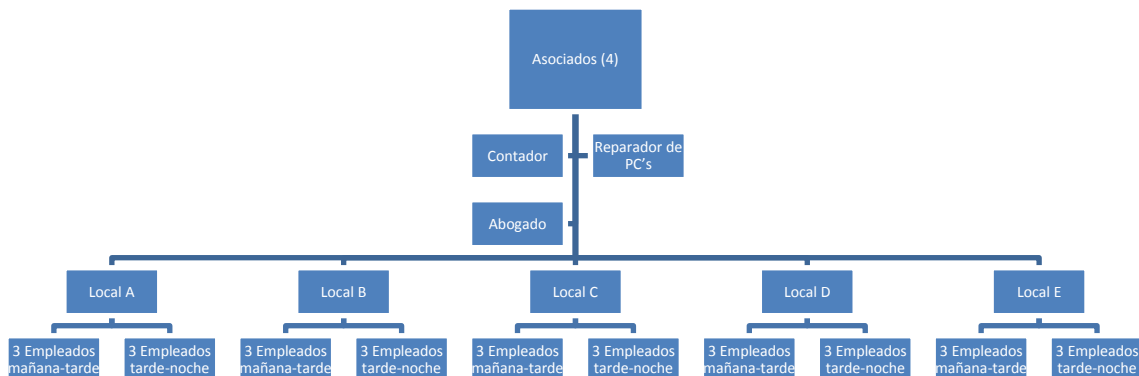 Asociados (4)
Contador
Reparador de
PC's
Abogado
Local A
Local B
Local C
Local D
Local E
3 Empleados
mañana-tarde
3 Empleados
tarde-noche
3 Empleados
mañana-tarde
3 Empleados
tarde-noche
3 Empleados
mañana-tarde
3 Empleados
tarde-noche
3 Empleados
mañana-tarde
3 Empleados
tarde-noche
3 Empleados
mañana-tarde
3 Empleados
tarde-noche